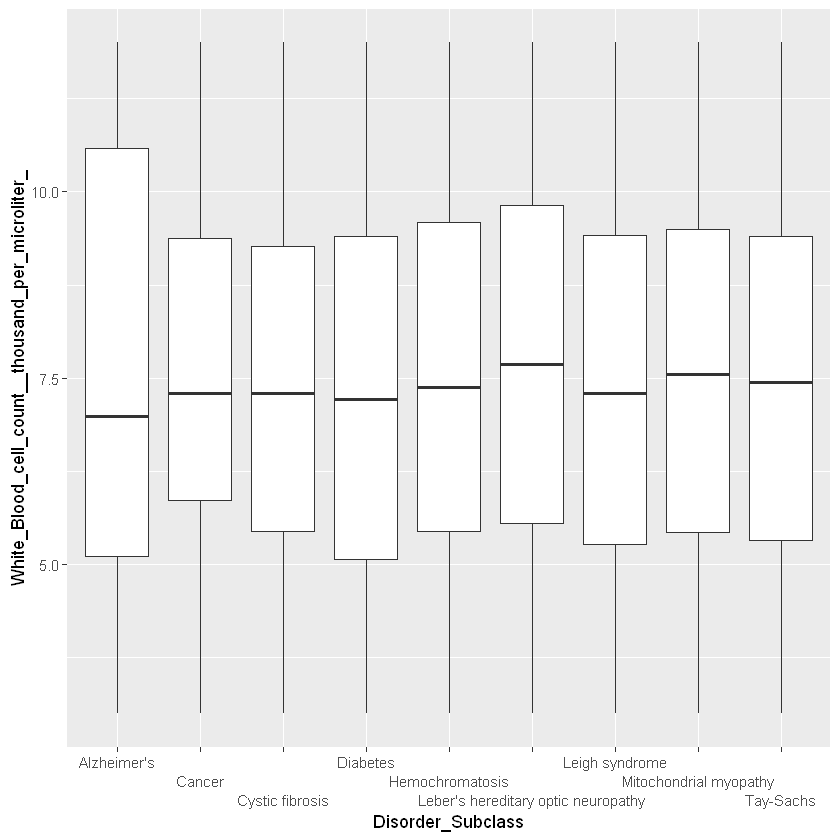 White_Blood_cell_count__thousand_per_microliter_
10.0
7.5
5.0
Alzheimer's
Diabetes
Leigh syndrome
Cancer
Hemochromatosis
Mitochondrial myopathy
Cystic fibrosis
Leber's hereditary optic neuropathy
Tay-Sachs
Disorder_Subclass